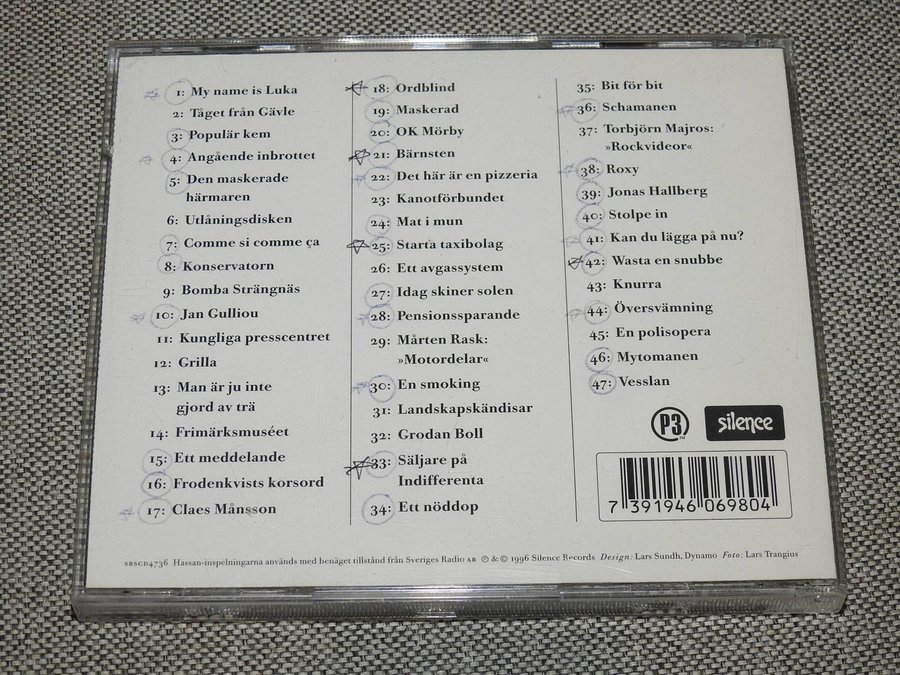 1: My name is Luka
2: Tåget från Gävle
3: Populär kem
4: Angående inbrottet
5: Den maskerade
härmaren
6: Utlåningsdisken
7: Comme si comme ça
8: Konservatorn
9: Bomba Strängnäs
10: Jan Gulliou
11: Kungliga presscentret
12: Grilla
13: Man är ju inte
gjord av trä
14: Frimärksmuséet
15: Ett meddelande
16: Frodenkvists korsord
17: Claes Månsson
18: Ordblind
19: Maskerad
20: OK Mörby
21: Bärnsten
22: Det här är en pizzeria
23: Kanotförbundet
24: Mat i mun
25: Starta taxibolag
26: Ett avgassystem
27: Idag skiner solen
28: Pensionssparande
29: Mårten Rask:
»Motordelar«
30: En smoking
31: Landskapskändisar
32: Grodan Boll
33: Säljare på
Indifferenta
34: Ett nöddop
35: Bit för bit
36: Schamanen
37: Torbjörn Majros:
»Rockvideor«
38: Roxy
39: Jonas Hallberg
40: Stolpe in
41: Kan du lägga på nu?
42: Wasta en snubbe
43: Knurra
44: Översvämning
45: En polisopera
46: Mytomanen
47: Vesslan
P3 silence
7 391946 069804
SRSCD4736 Hassan-inspelningarna används med benäget tillstånd från Sveriges Radio AB ℗ & © 1996 Silence Records Design: Lars Sundh, Dynamo Foto: Lars Trangius